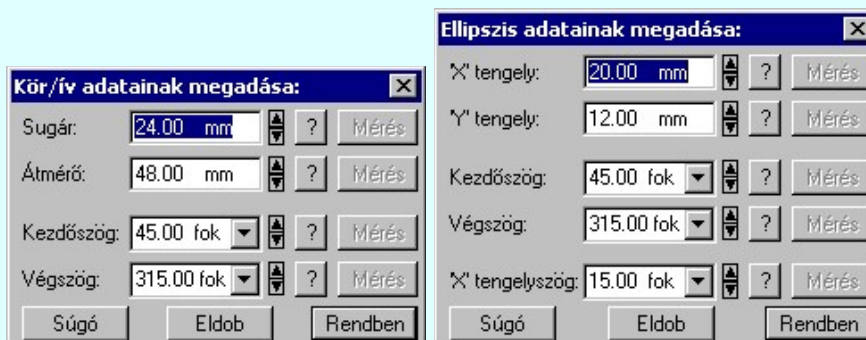 Kör/ív adatainak megadása:
Sugár: 24.00 mm ? Mérés
Átmérő: 48.00 mm ? Mérés
Kezdőszög: 45.00 fok ? Mérés
Végszög: 315.00 fok ? Mérés
Súgó Eldob Rendben
Ellipszis adatainak megadása:
'X' tengely: 20.00 mm ? Mérés
'Y' tengely: 12.00 mm ? Mérés
Kezdőszög: 45.00 fok ? Mérés
Végszög: 315.00 fok ? Mérés
'X' tengelyszög: 15.00 fok ? Mérés
Súgó Eldob Rendben